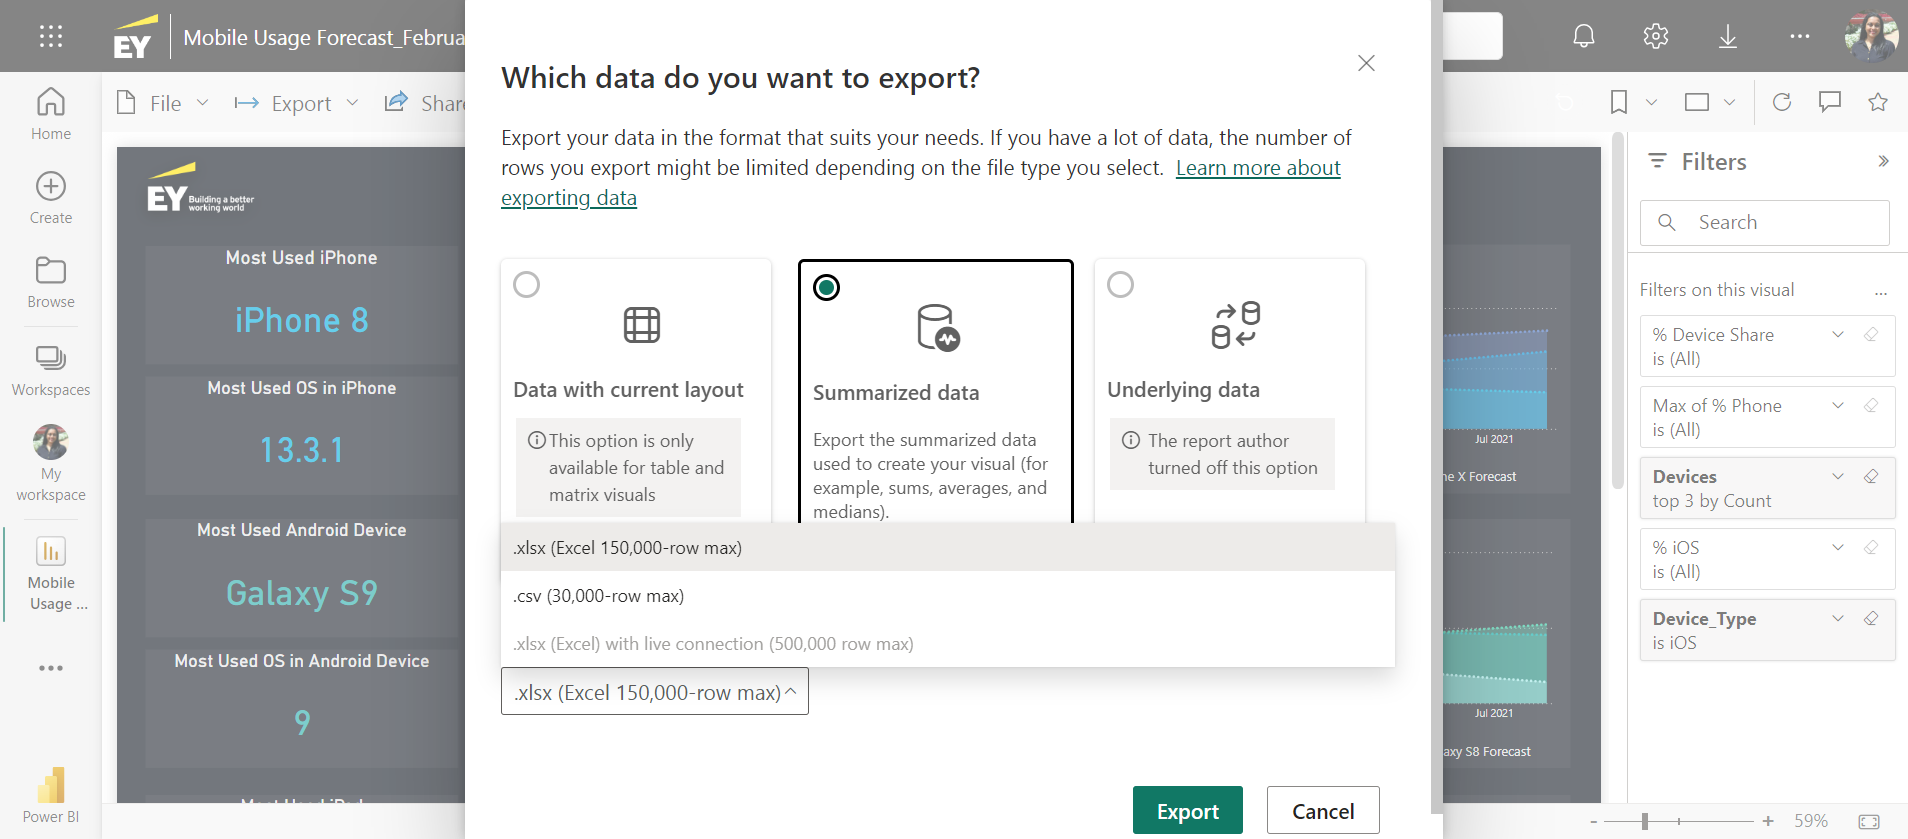 EY
Mobile Usage Forecast_Februa
Home
Create
Browse
Workspaces
My
workspace
Mobile
Usage ...
Power BI
File
Export
Share
EY
Building a better
working world
Most Used iPhone
iPhone 8
Most Used OS in iPhone
13.3.1
Most Used Android Device
Galaxy S9
Most Used OS in Android Device
9
Most Used iPad
Which data do you want to export?
Export your data in the format that suits your needs. If you have a lot of data, the number of
rows you export might be limited depending on the file type you select. Learn more about
exporting data
Data with current layout
This option is only
available for table and
matrix visuals
Summarized data
Export the summarized data
used to create your visual (for
example, sums, averages, and
medians).
Underlying data
The report author
turned off this option
.xlsx (Excel 150,000-row max)
.csv (30,000-row max)
.xlsx (Excel) with live connection (500,000 row max)
.xlsx (Excel 150,000-row max)
Export
Cancel
Jul 2021
ne X Forecast
Jul 2021
axy S8 Forecast
Filters
Search
Filters on this visual
...
% Device Share
is (All)
Max of % Phone
is (All)
Devices
top 3 by Count
% iOS
is (All)
Device_Type
is iOS
- + 59%